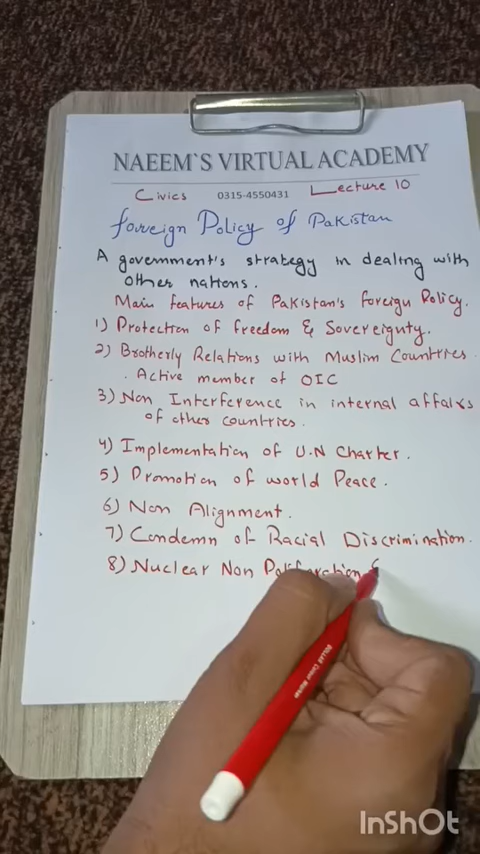 NAEEM`S VIRTUAL ACADEMY
Civics 0315-4550431 Lecture 10
Foreign Policy of Pakistan
A government's strategy in dealing with
other nations.
Main features of Pakistan's Foreign Policy.
1) Protection of freedom & Sovereignty.
2) Brotherly Relations with Muslim Countries.
. Active member of OIC
3) Non Interference in internal affairs
of other countries.
4) Implementation of U.N Charter.
5) Promotion of world Peace.
6) Non Alignment.
7) Condemn of Racial Discrimination.
8) Nuclear Non
DOLLAR
InShOt